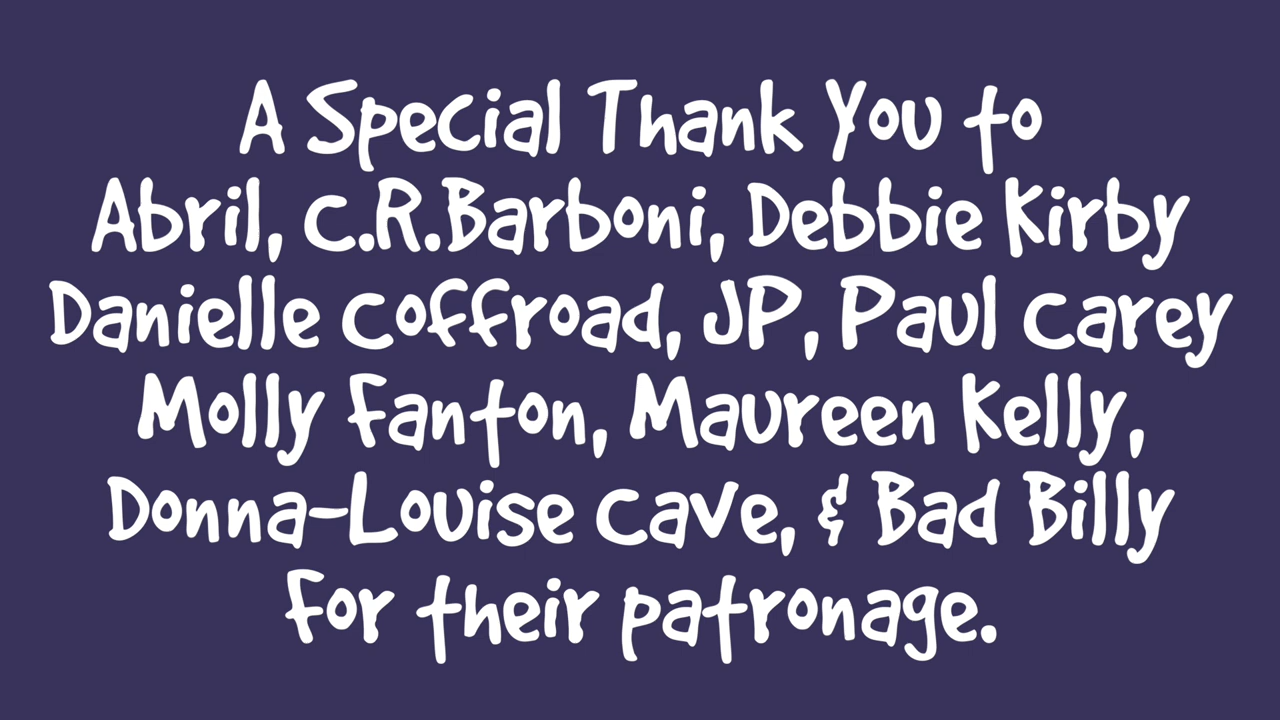 A Special Thank You to
Abril, C.R.Barboni, Debbie Kirby
Danielle Coffroad, JP, Paul Carey
Molly Fanton, Maureen Kelly,
Donna-Louise Cave, & Bad Billy
for their patronage.